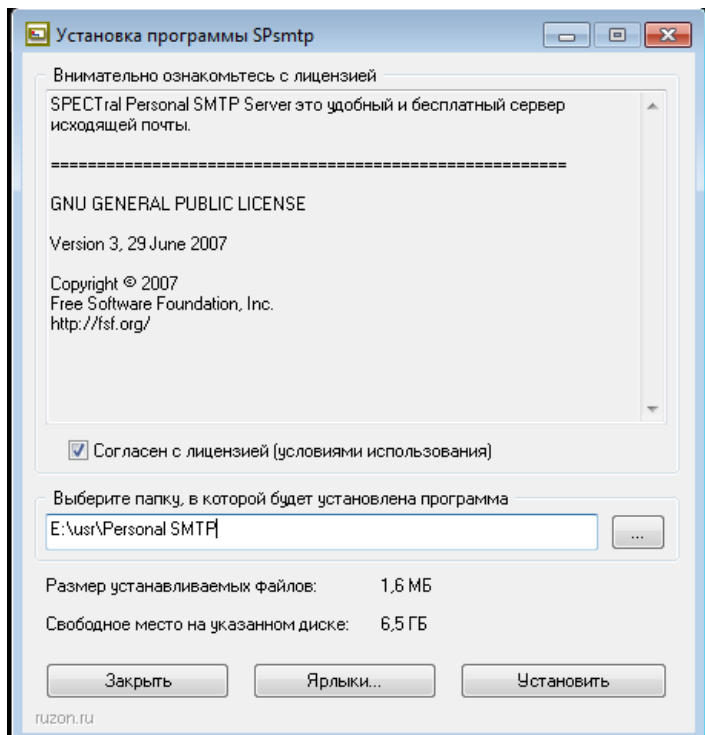 Установка программы SPsmtp
Внимательно ознакомьтесь с лицензией
SPECTral Personal SMTP Server это удобный и бесплатный сервер
исходящей почты.
========================================================
GNU GENERAL PUBLIC LICENSE
Version 3, 29 June 2007
Copyright © 2007
Free Software Foundation, Inc.
http://fsf.org/
Согласен с лицензией (условиями использования)
Выберите папку, в которой будет установлена программа
E:\usr\Personal SMTP
...
Размер устанавливаемых файлов: 1,6 МБ
Свободное место на указанном диске: 6,5 ГБ
Закрыть Ярлыки... Установить
ruzon.ru